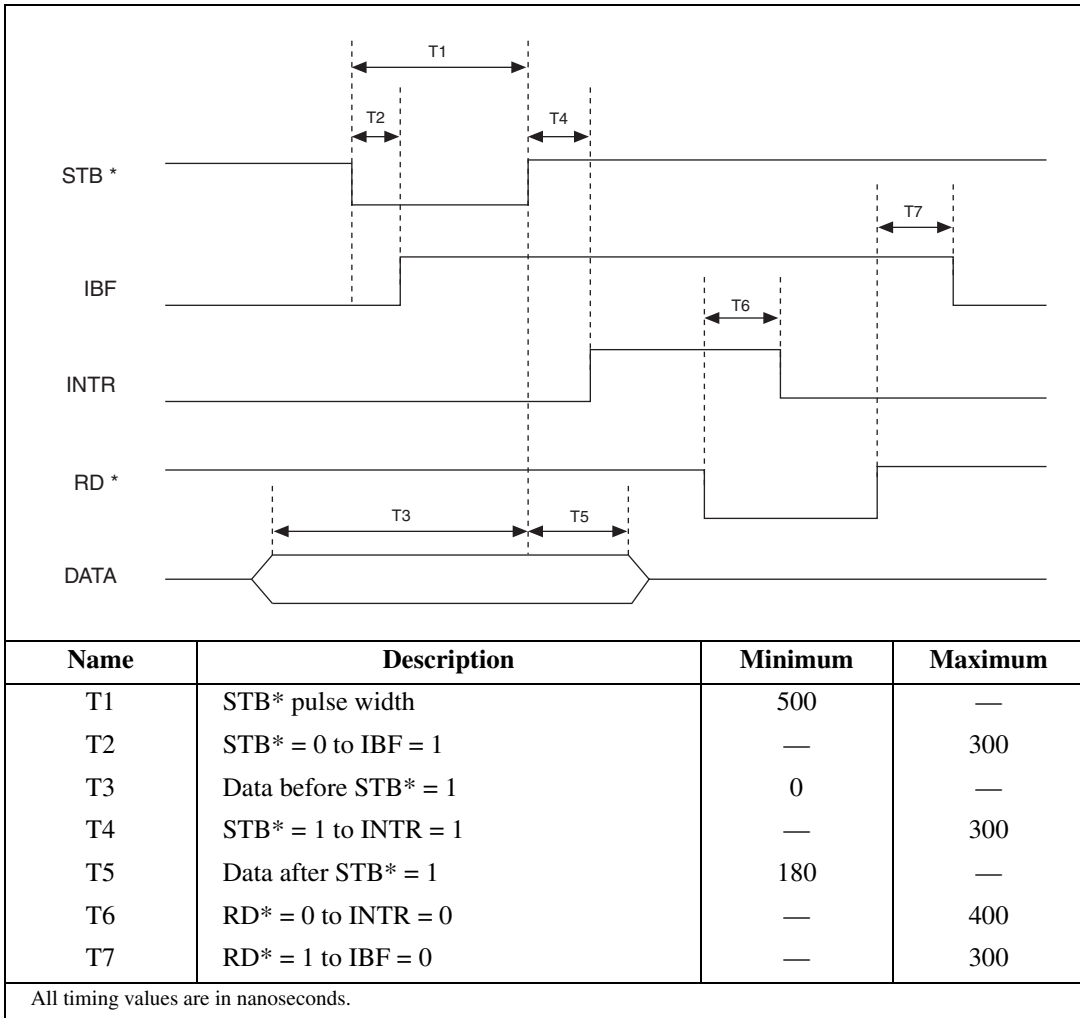 T1
T2
T4
STB *
T7
IBF
T6
INTR
RD *
T3
T5
DATA
Name Description Minimum Maximum
T1 STB* pulse width 500 —
T2 STB* = 0 to IBF = 1 — 300
T3 Data before STB* = 1 0 —
T4 STB* = 1 to INTR = 1 — 300
T5 Data after STB* = 1 180 —
T6 RD* = 0 to INTR = 0 — 400
T7 RD* = 1 to IBF = 0 — 300
All timing values are in nanoseconds.